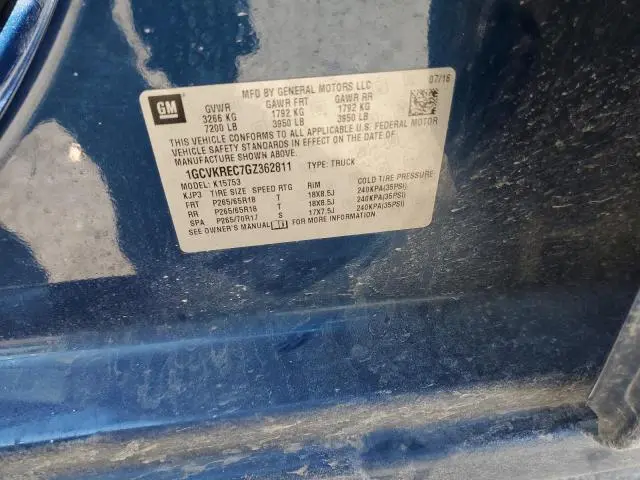 MFD BY GENERAL MOTORS LLC 07/16
GM
GVWR GAWR FRT GAWR RR
3266 KG 1792 KG 1792 KG
7200 LB 3950 LB 3950 LB
THIS VEHICLE CONFORMS TO ALL APPLICABLE U.S. FEDERAL MOTOR
VEHICLE SAFETY STANDARDS IN EFFECT ON THE DATE OF
MANUFACTURE SHOWN ABOVE.
1GCVKREC7GZ362811 TYPE: TRUCK
MODEL: K15753
KJP3 TIRE SIZE SPEED RTG RIM COLD TIRE PRESSURE
FRT P265/65R18 T 18X8.5J 240KPA(35PSI)
RR P265/65R18 T 18X8.5J 240KPA(35PSI)
SPA P265/70R17 S 17X7.5J 240KPA(35PSI)
SEE OWNER'S MANUAL FOR MORE INFORMATION